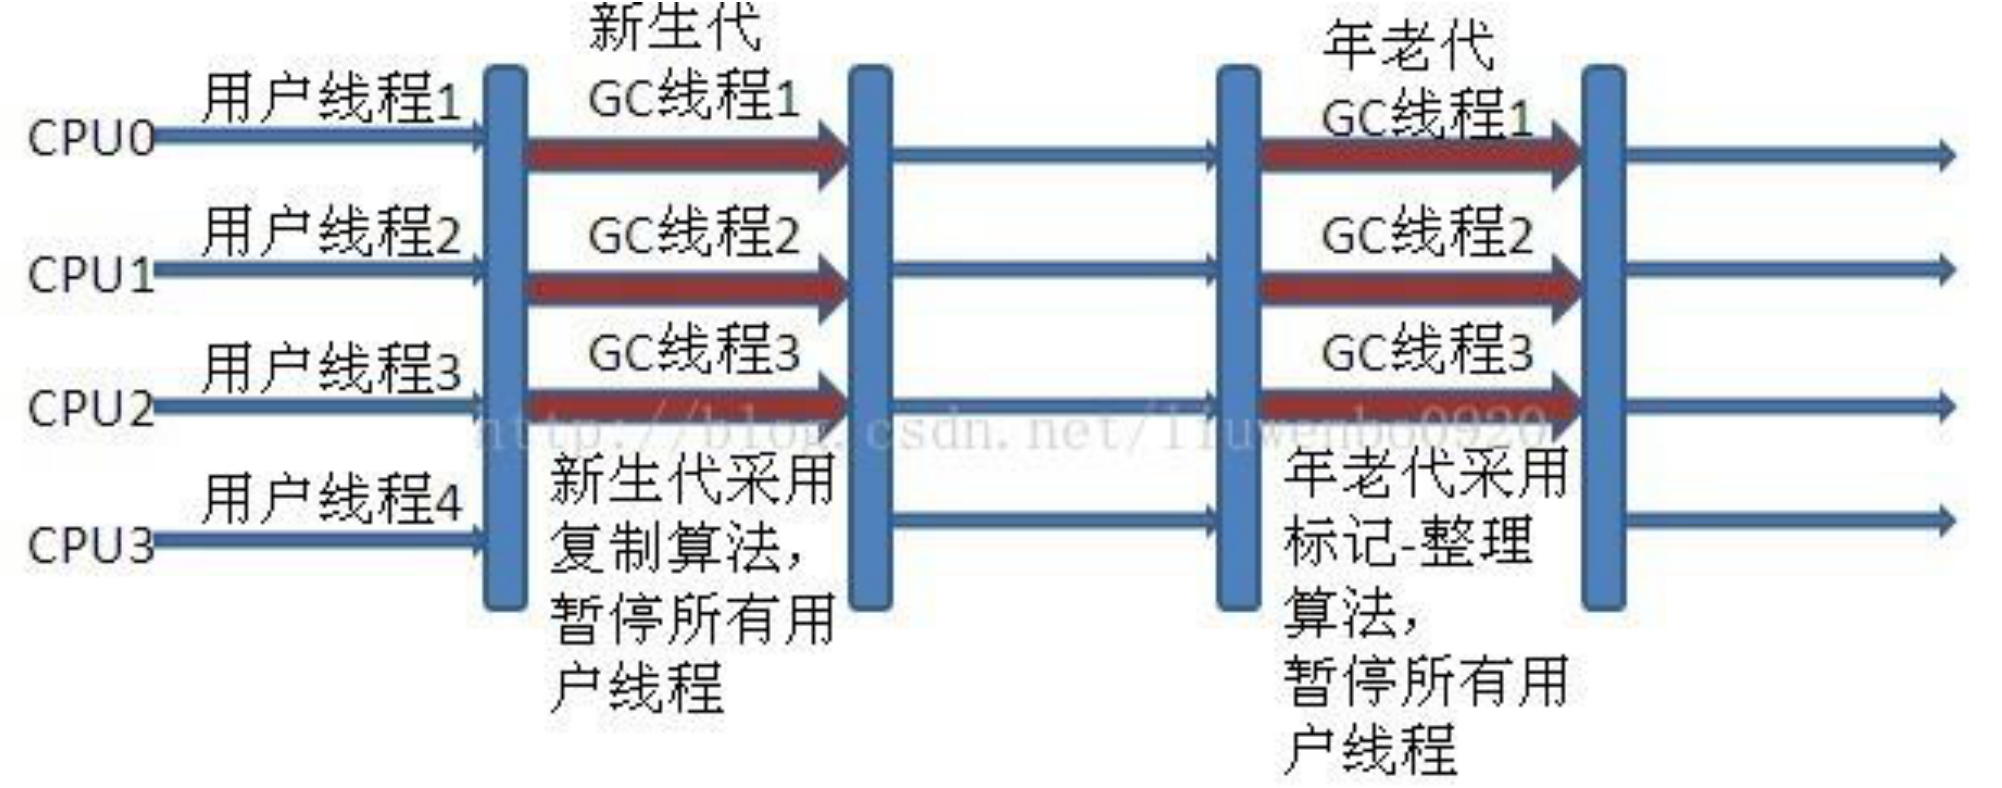 新生代
年老代
用户线程1
GC线程1
GC线程1
CPU0
用户线程2
GC线程2
GC线程2
CPU1
用户线程3
GC线程3
GC线程3
CPU2
http://blog.csdn.net/liuwenbo0920
用户线程4
CPU3
新生代采用
复制算法，
暂停所有用
户线程
年老代采用
标记-整理
算法，
暂停所有用
户线程